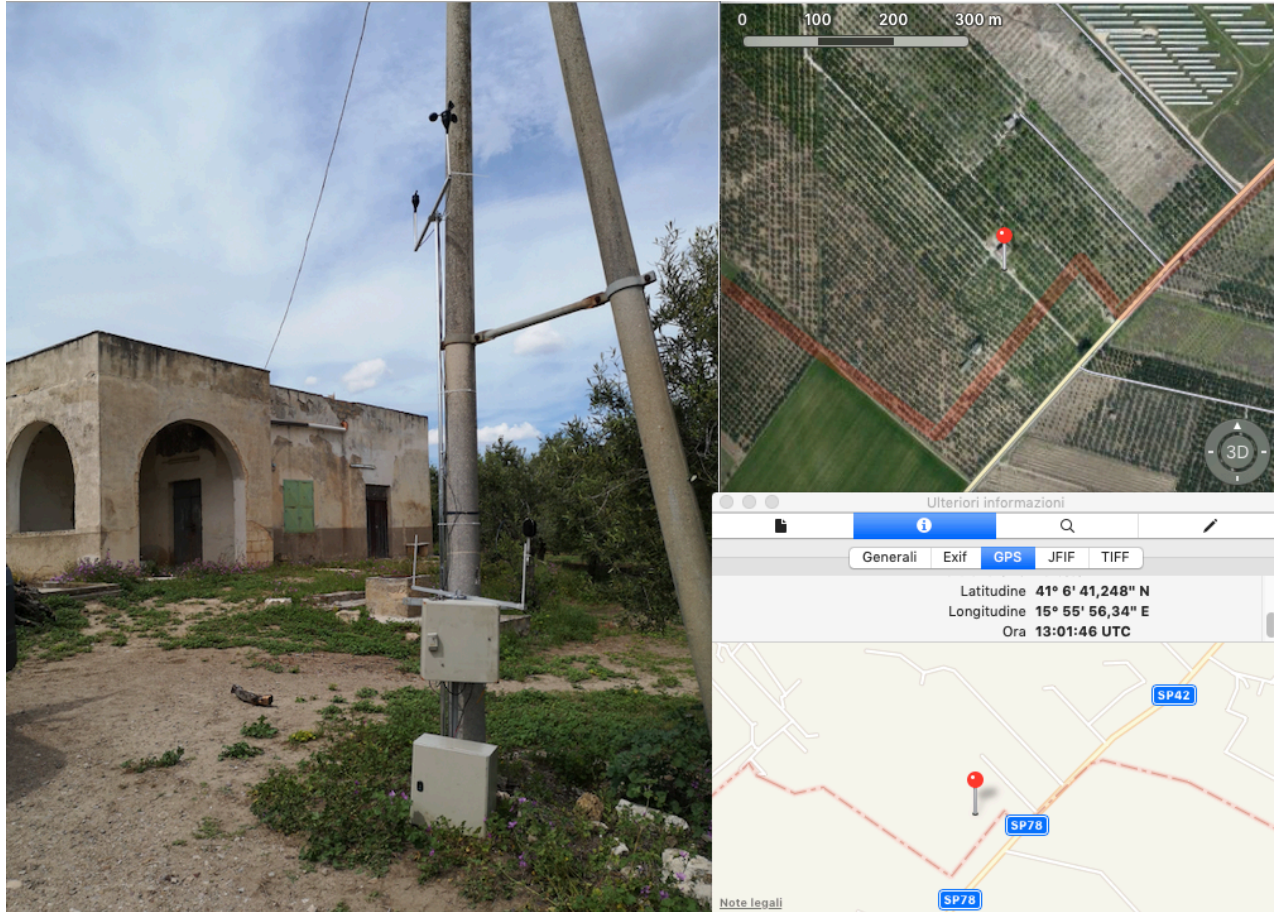 0 100 200 300 m
3D
Ulteriori informazioni
Generali Exif GPS JFIF TIFF
Latitudine 41° 6' 41,248" N
Longitudine 15° 55' 56,34" E
Ora 13:01:46 UTC
SP42
SP78
SP78
Note legali